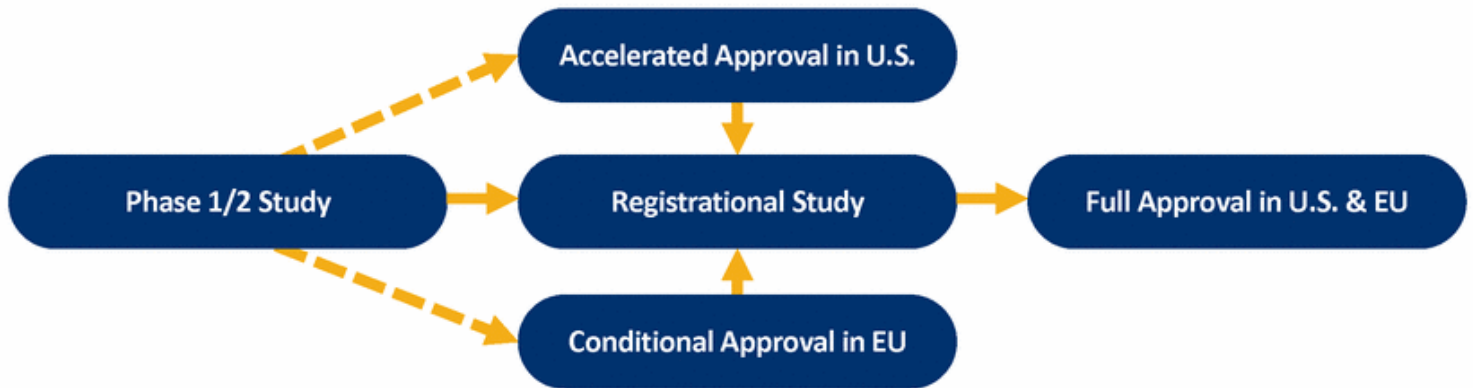 Accelerated Approval in U.S.
Phase 1/2 Study
Registrational Study
Full Approval in U.S. & EU
Conditional Approval in EU